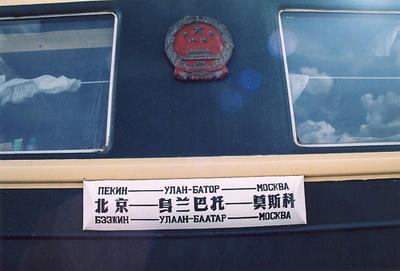 ПЕКИН — УЛАН-БАТОР — МОСКВА
北京 — 乌兰巴托 — 莫斯科
БЭЭЖИН — УЛААН-БААТАР — МОСКВА